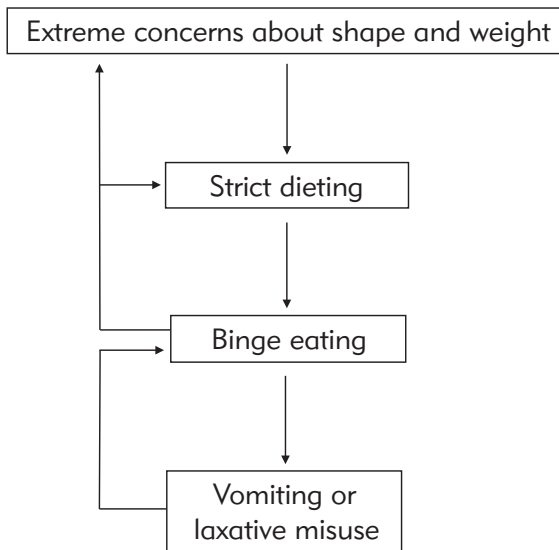 Extreme concerns about shape and weight
Strict dieting
Binge eating
Vomiting or
laxative misuse